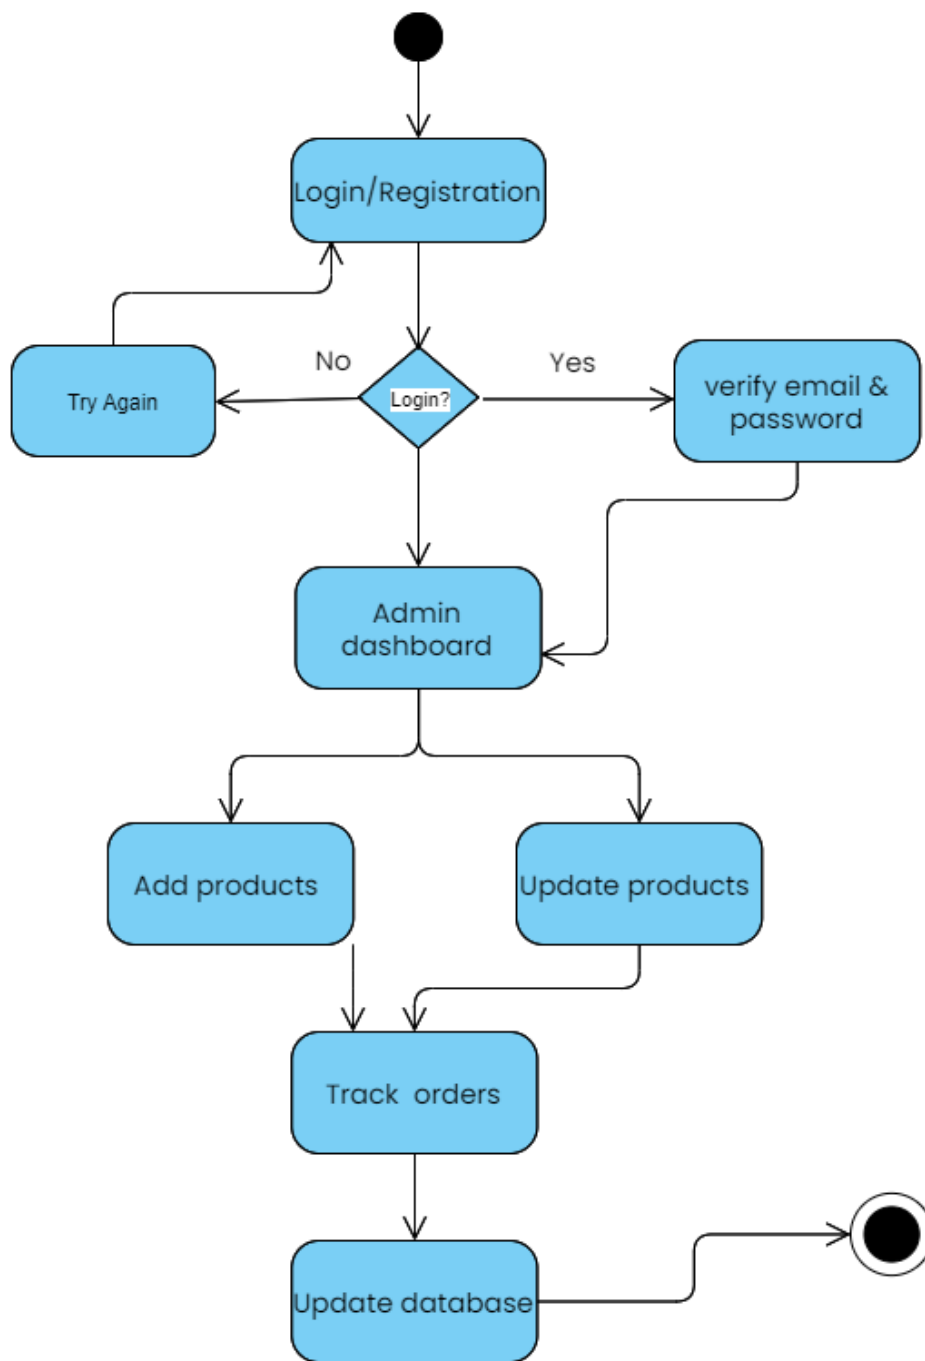 Login/Registration
No
Yes
Try Again
Login?
verify email &
password
Admin
dashboard
Add products
Update products
Track  orders
Update database